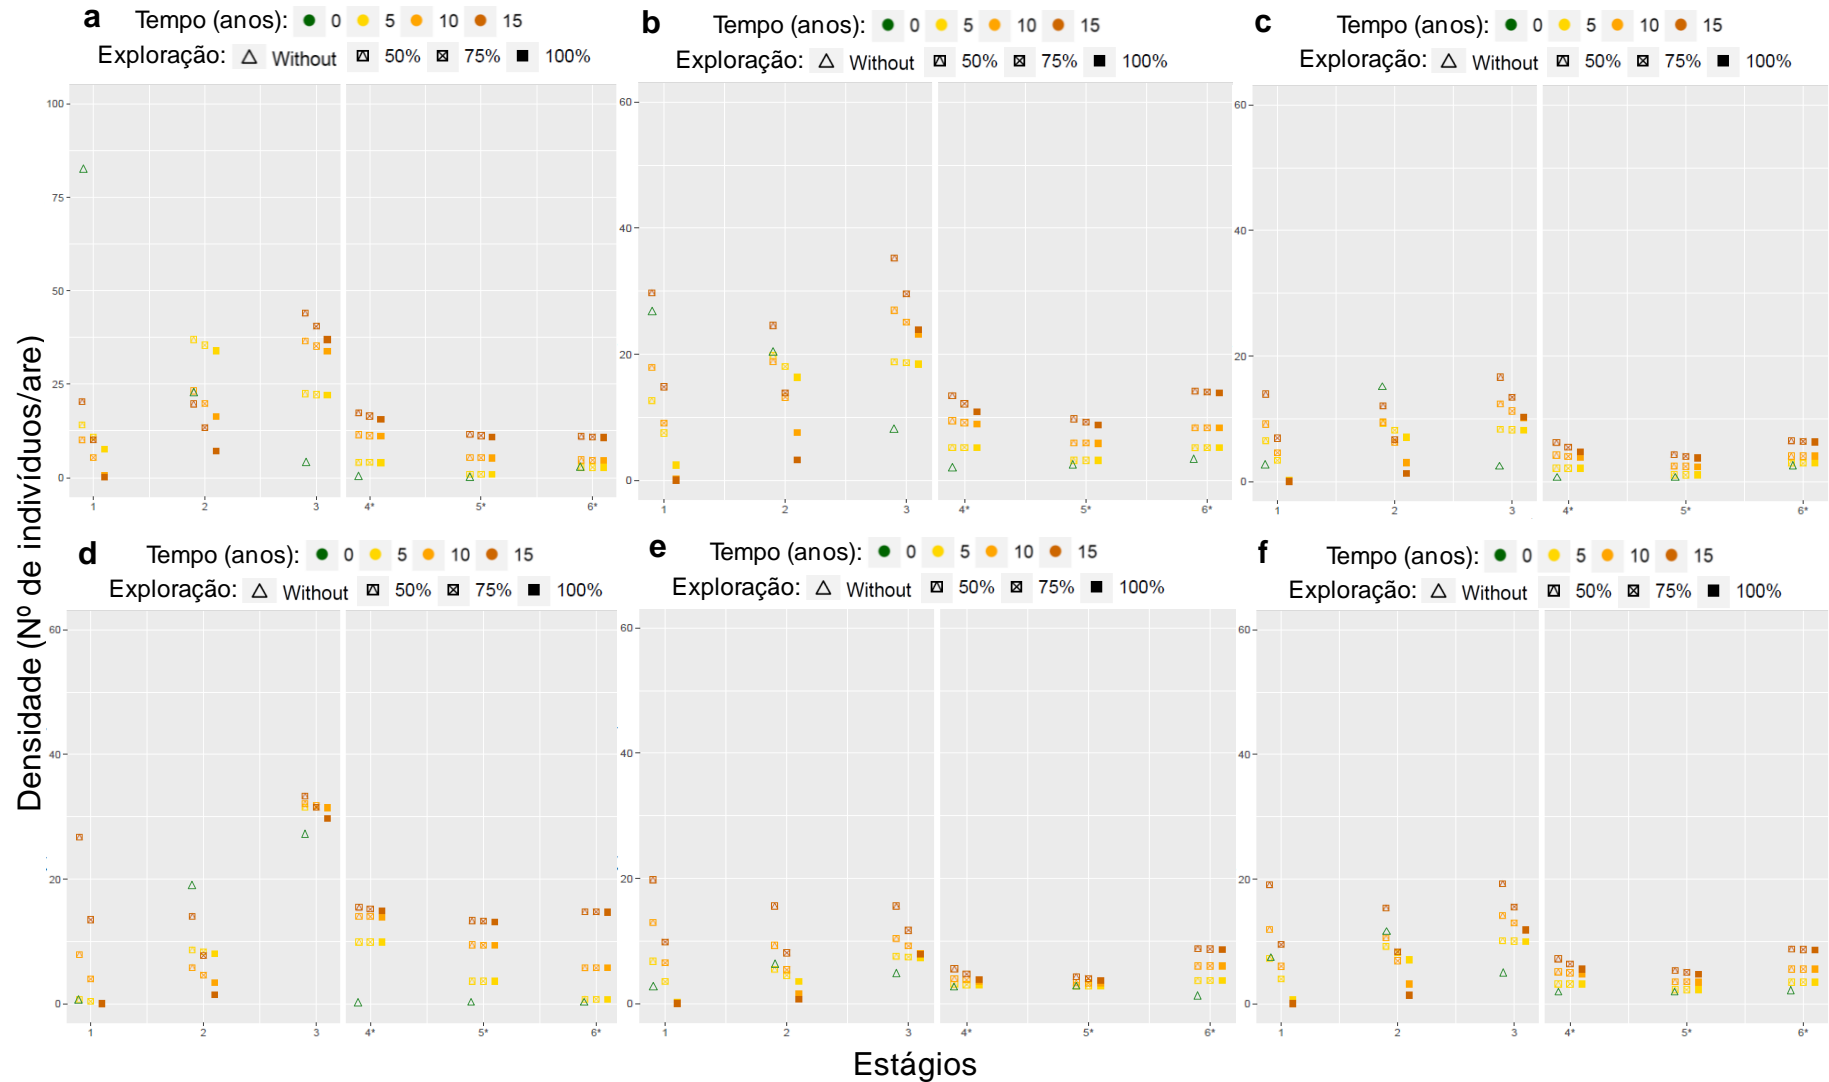 a Tempo (anos): 0 5 10 15
Exploração: Without 50% 75% 100%
b Tempo (anos): 0 5 10 15
Exploração: Without 50% 75% 100%
c Tempo (anos): 0 5 10 15
Exploração: Without 50% 75% 100%
100
75
50
25
0
1 2 3 4* 5* 6*
60
40
20
0
1 2 3 4* 5* 6*
60
40
20
0
1 2 3 4* 5* 6*
Densidade (Nº de indivíduos/are)
d Tempo (anos): 0 5 10 15
Exploração: Without 50% 75% 100%
e Tempo (anos): 0 5 10 15
Exploração: Without 50% 75% 100%
f Tempo (anos): 0 5 10 15
Exploração: Without 50% 75% 100%
60
40
20
0
1 2 3 4* 5* 6*
60
40
20
0
1 2 3 4* 5* 6*
60
40
20
0
1 2 3 4* 5* 6*
Estágios